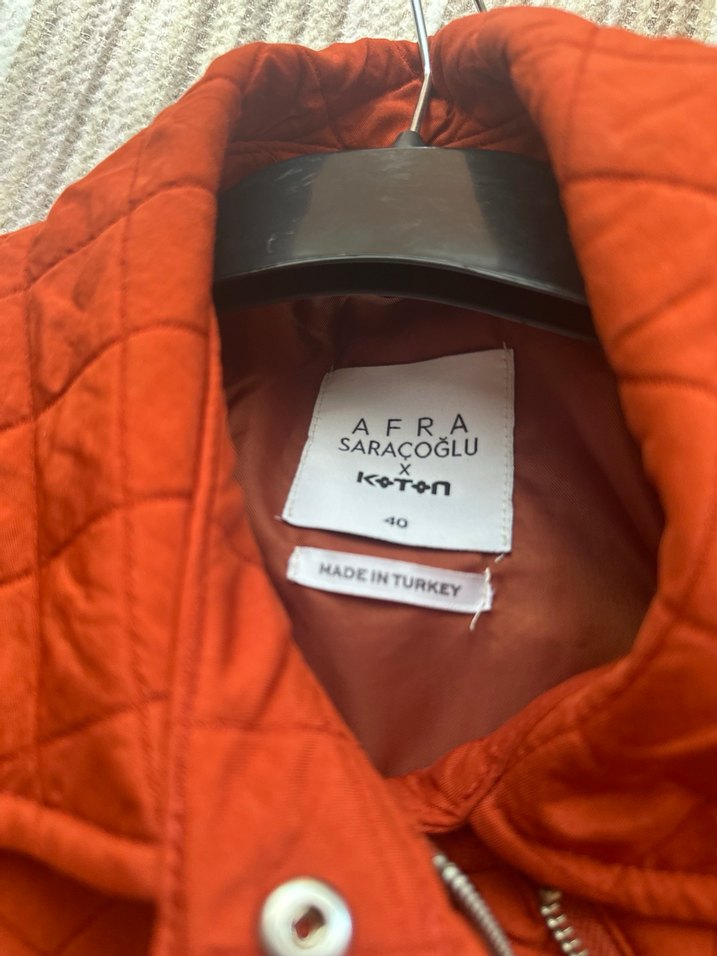 AFRA
SARAÇOĞLU
X
KOTON
40
MADE IN TURKEY